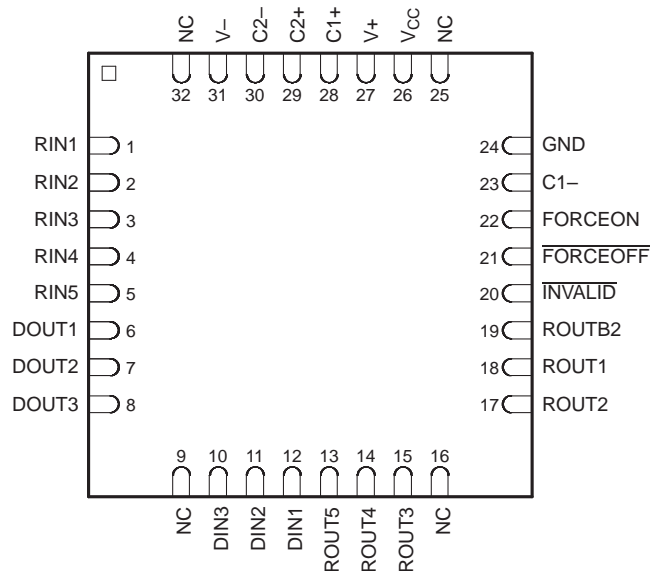 NC V– C2– C2+ C1+ V+ VCC NC
32 31 30 29 28 27 26 25
RIN1 1 24 GND
RIN2 2 23 C1–
RIN3 3 22 FORCEON
RIN4 4 21 FORCEOFF
RIN5 5 20 INVALID
DOUT1 6 19 ROUTB2
DOUT2 7 18 ROUT1
DOUT3 8 17 ROUT2
9 10 11 12 13 14 15 16
NC DIN3 DIN2 DIN1 ROUT5 ROUT4 ROUT3 NC